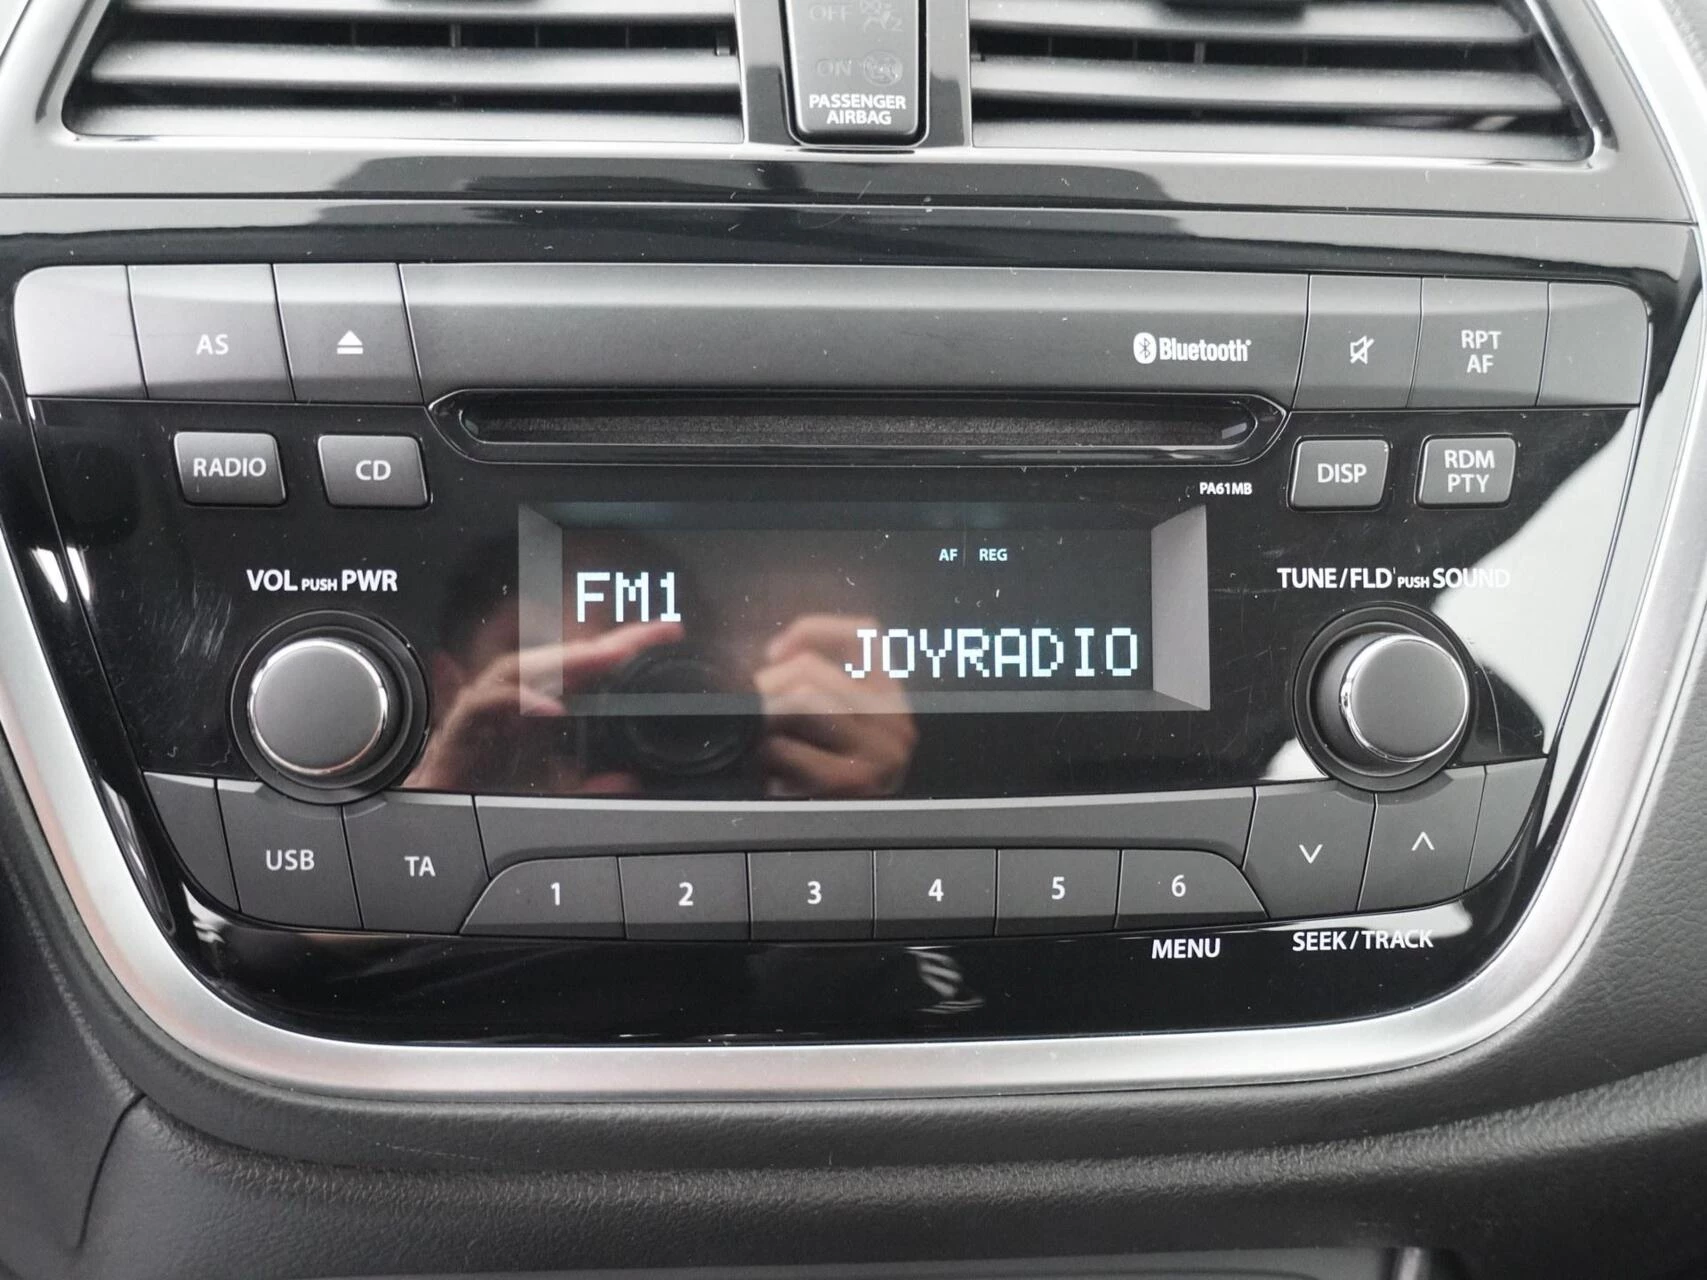 OFF
ON
PASSENGER
AIRBAG
AS
Bluetooth
RPT
AF
RADIO
CD
PA61MB
DISP
RDM
PTY
AF REG
VOL PUSH PWR
FM1
TUNE/FLD PUSH SOUND
JOYRADIO
USB
TA
1
2
3
4
5
6
MENU
SEEK/TRACK